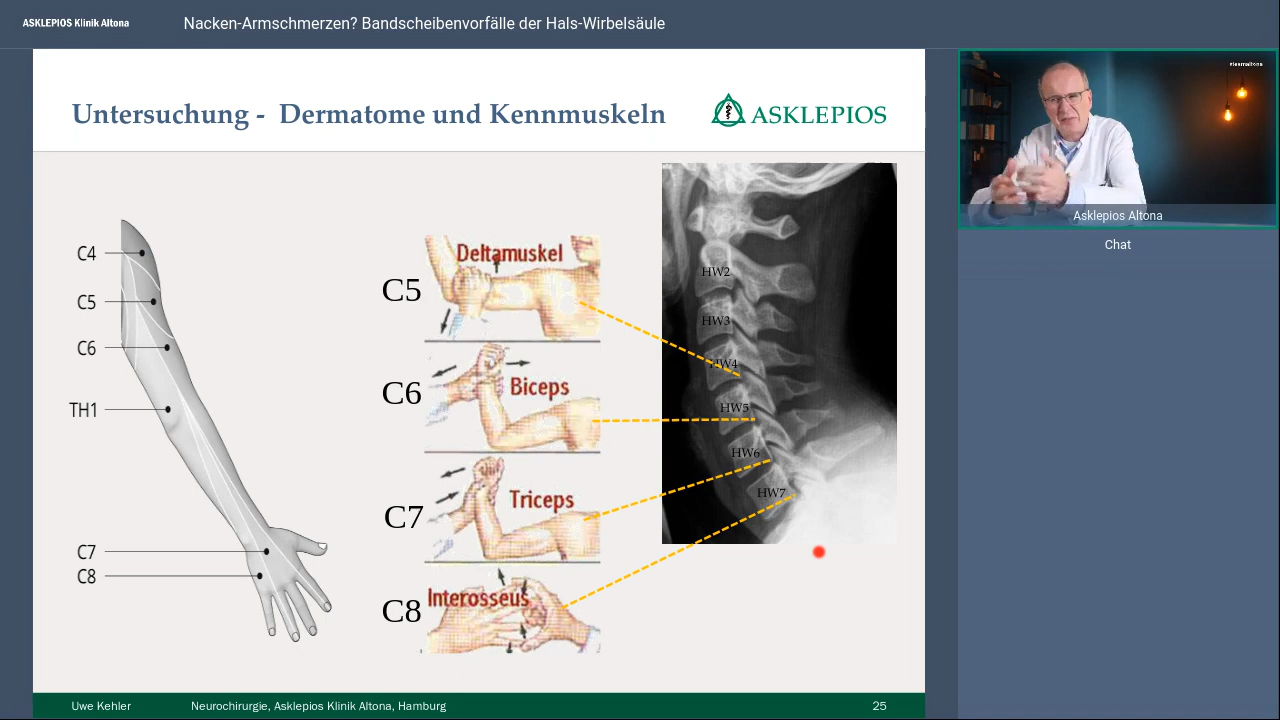 ASKLEPIOS Klinik Altona
Nacken-Armschmerzen? Bandscheibenvorfälle der Hals-Wirbelsäule
Untersuchung - Dermatome und Kennmuskeln
ASKLEPIOS
#teamaltona
Asklepios Altona
Chat
C4
C5
C6
TH1
C7
C8
C5
Deltamuskel
C6
Biceps
C7
Triceps
C8
Interosseus
HW2
HW3
HW4
HW5
HW6
HW7
Uwe Kehler
Neurochirurgie, Asklepios Klinik Altona, Hamburg
25